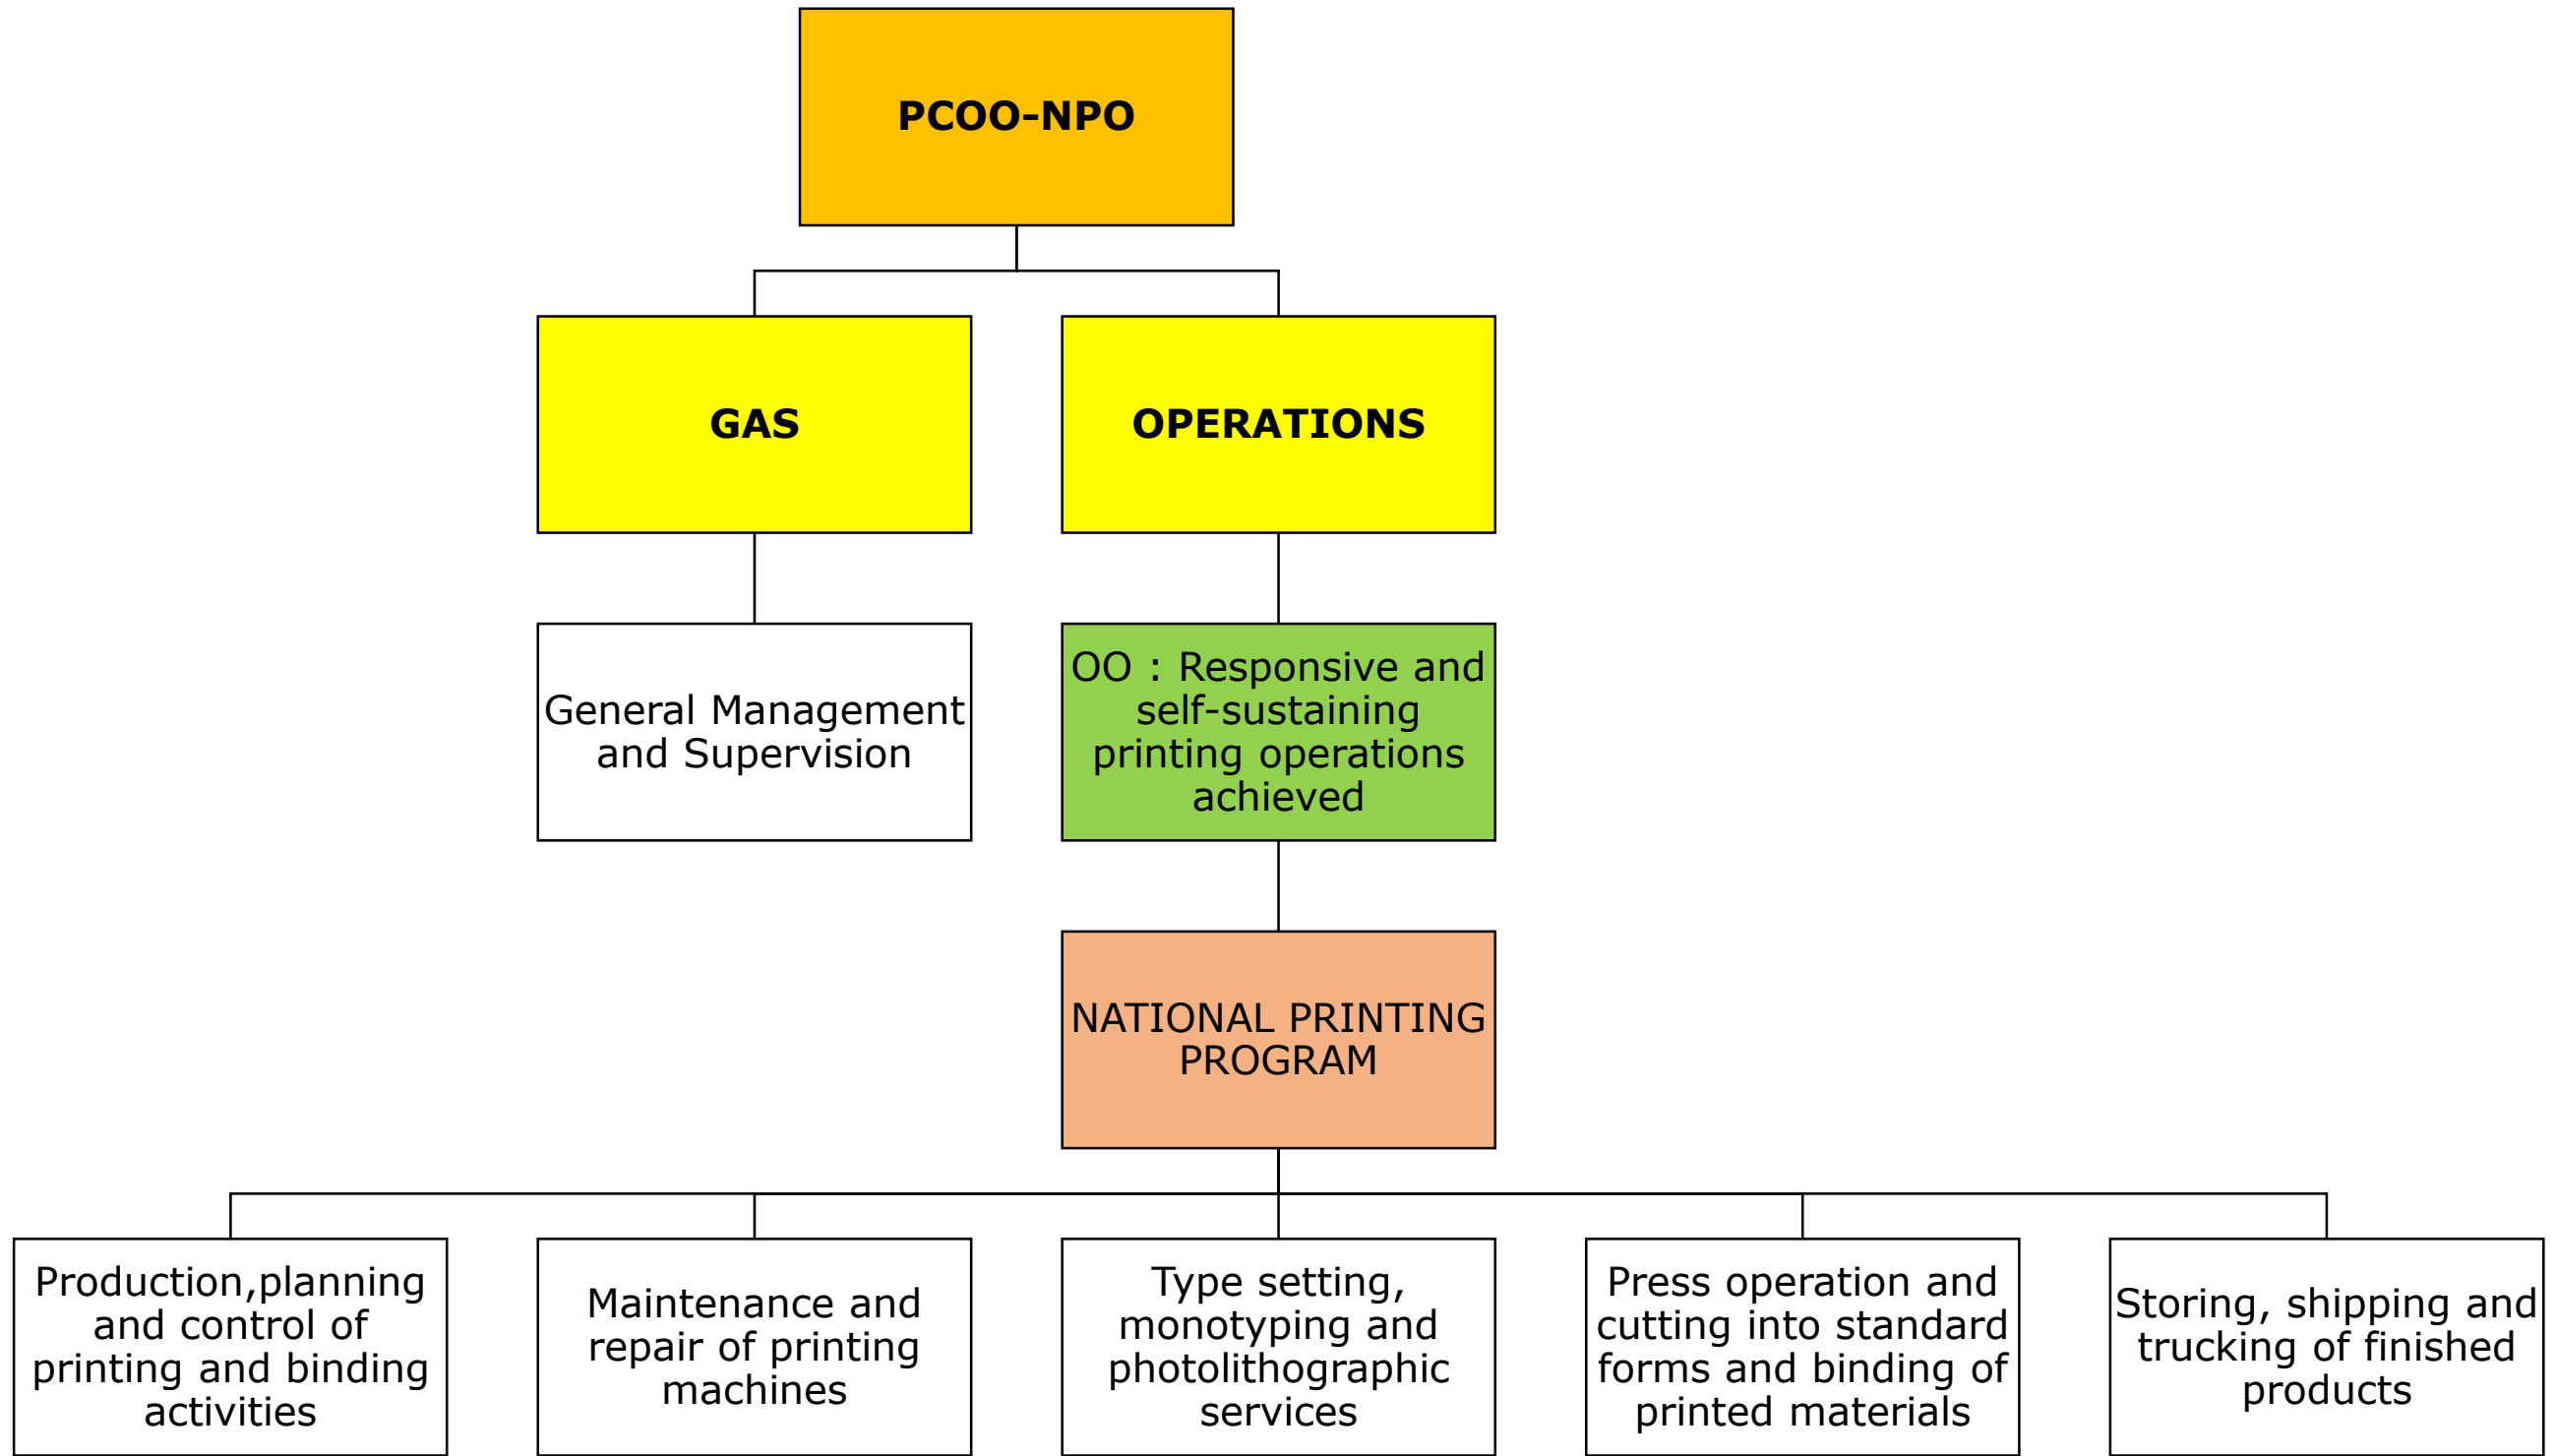 PCOO-NPO
GAS
OPERATIONS
General Management
and Supervision
OO : Responsive and
self-sustaining
printing operations
achieved
NATIONAL PRINTING
PROGRAM
Production,planning
and control of
printing and binding
activities
Maintenance and
repair of printing
machines
Type setting,
monotyping and
photolithographic
services
Press operation and
cutting into standard
forms and binding of
printed materials
Storing, shipping and
trucking of finished
products